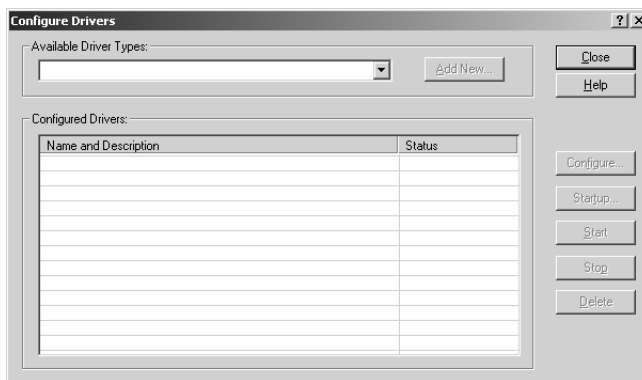 Configure Drivers
Available Driver Types:
Add New...
Close
Help
Configured Drivers:
Name and Description Status
Configure...
Startup...
Start
Stop
Delete